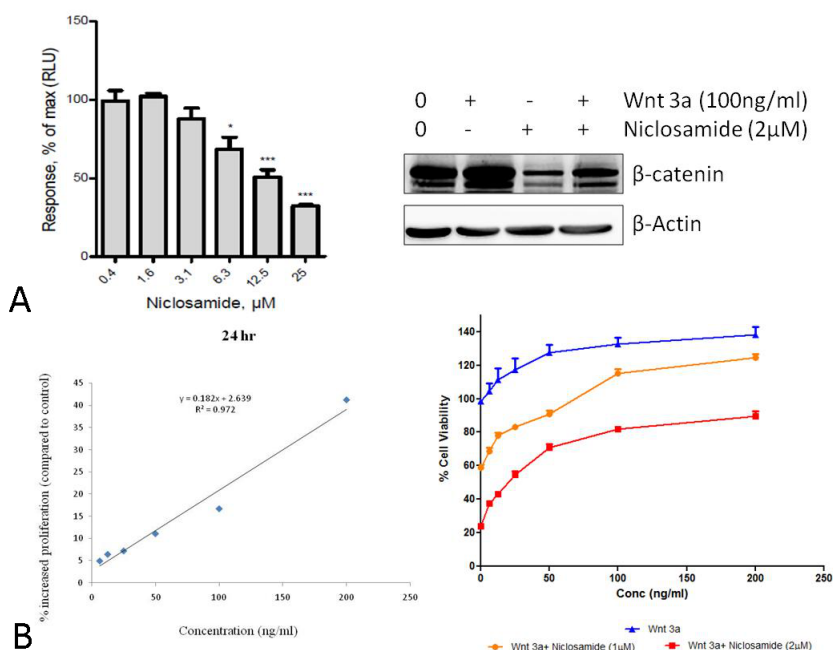 150
100
50
0
Response, % of max (RLU)
*
***
***
0.4 1.6 3.1 6.3 12.5 25
Niclosamide, µM
A
0 + - + Wnt 3a (100ng/ml)
0 - + + Niclosamide (2µM)
β-catenin
β-Actin
24 hr
y = 0.182x + 2.639
R² = 0.972
45
40
35
30
25
20
15
10
5
0
% increased proliferation (compared to control)
0 50 100 150 200 250
Concentration (ng/ml)
B
140
120
100
80
60
40
20
0
% Cell Viability
0 50 100 150 200 250
Conc (ng/ml)
Wnt 3a
Wnt 3a+ Niclosamide (1µM)
Wnt 3a+ Niclosamide (2µM)